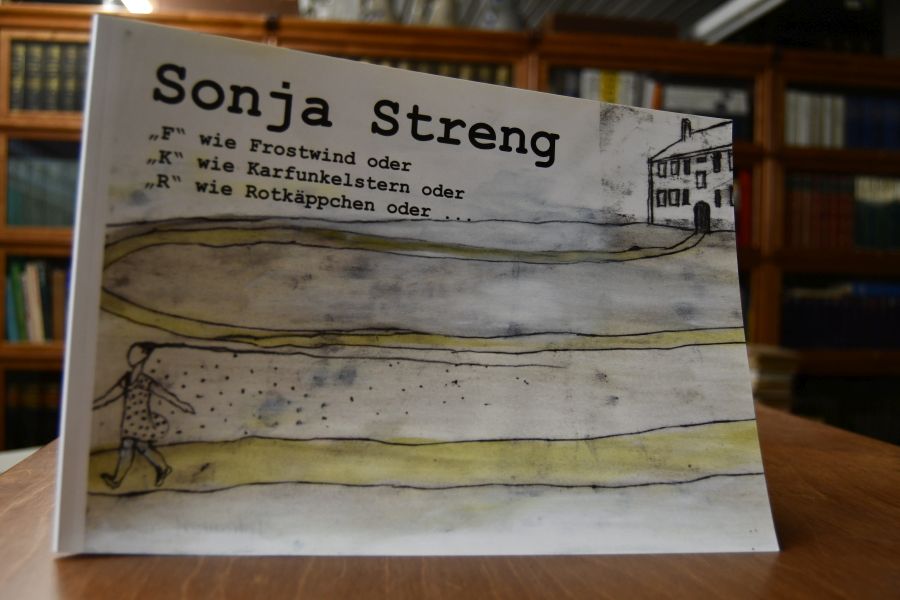 Sonja Streng
„F“ wie Frostwind oder
„K“ wie Karfunkelstern oder
„R“ wie Rotkäppchen oder ...